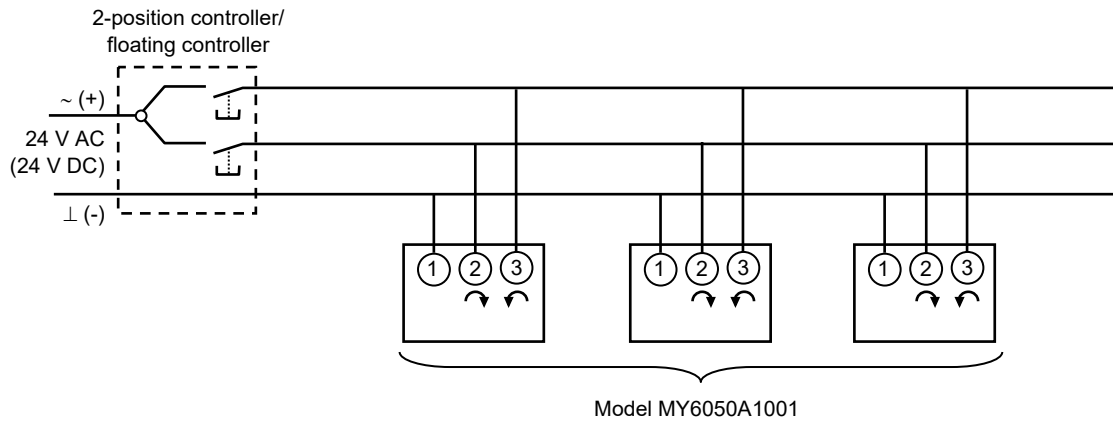 2-position controller/
floating controller
~ (+)
24 V AC
(24 V DC)
⊥ (-)
1 2 3
1 2 3
1 2 3
Model MY6050A1001